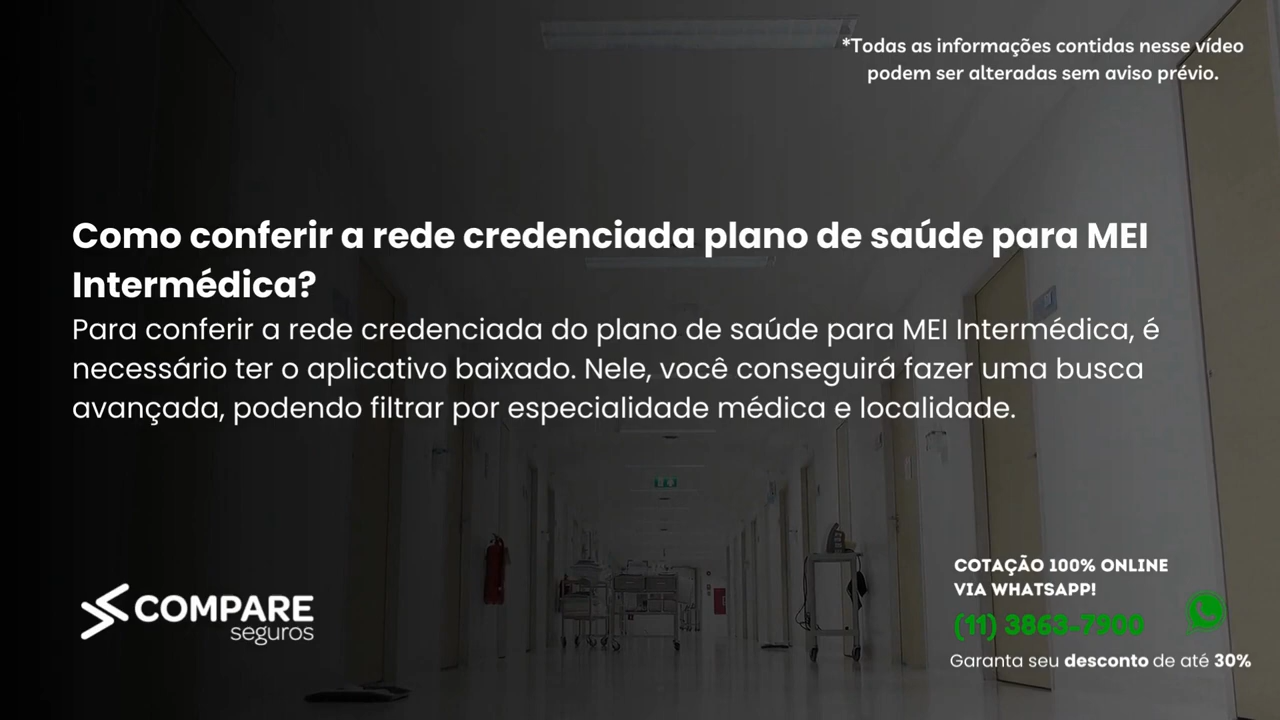 *Todas as informações contidas nesse vídeo
podem ser alteradas sem aviso prévio.
Como conferir a rede credenciada plano de saúde para MEI
Intermédica?
Para conferir a rede credenciada do plano de saúde para MEI Intermédica, é
necessário ter o aplicativo baixado. Nele, você conseguirá fazer uma busca
avançada, podendo filtrar por especialidade médica e localidade.
COMPARE
seguros
COTAÇÃO 100% ONLINE
VIA WHATSAPP!
(11) 3863-7900
Garanta seu desconto de até 30%